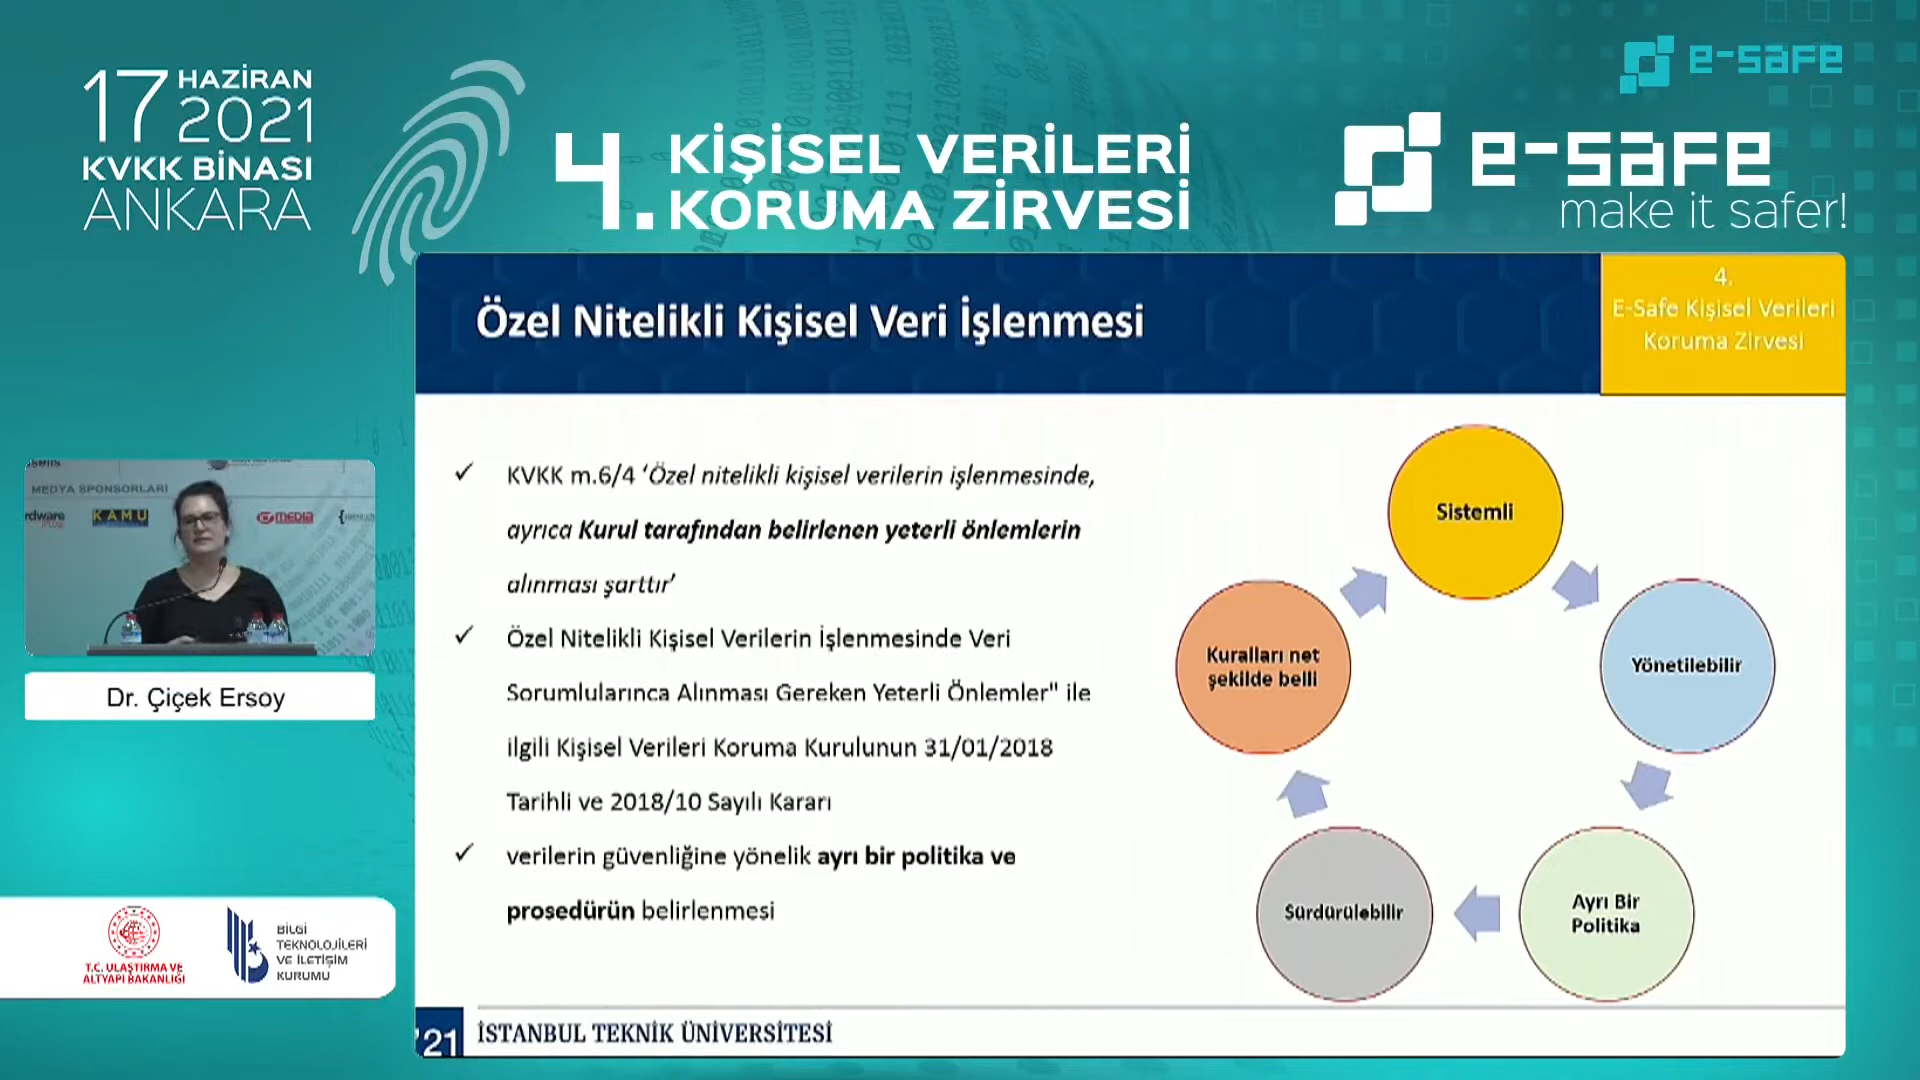 17 HAZİRAN
2021
KVKK BİNASI
ANKARA
4. KİŞİSEL VERİLERİ
KORUMA ZİRVESİ
e-safe
e-safe
make it safer!
Özel Nitelikli Kişisel Veri İşlenmesi
4.
E-Safe Kişisel Verileri
Koruma Zirvesi
✓ KVKK m.6/4 ‘Özel nitelikli kişisel verilerin işlenmesinde,
ayrıca Kurul tarafından belirlenen yeterli önlemlerin
alınması şarttır’
✓ Özel Nitelikli Kişisel Verilerin İşlenmesinde Veri
Sorumlularınca Alınması Gereken Yeterli Önlemler" ile
ilgili Kişisel Verileri Koruma Kurulunun 31/01/2018
Tarihli ve 2018/10 Sayılı Kararı
✓ verilerin güvenliğine yönelik ayrı bir politika ve
prosedürün belirlenmesi
Sistemli
Yönetilebilir
Ayrı Bir
Politika
Sürdürülebilir
Kuralları net
şekilde belli
MEDYA SPONSORLARI
KAMU
MEDIA
Dr. Çiçek Ersoy
T.C. ULAŞTIRMA VE
ALTYAPI BAKANLIĞI
BİLGİ
TEKNOLOJİLERİ
VE İLETİŞİM
KURUMU
'21
İSTANBUL TEKNİK ÜNİVERSİTESİ